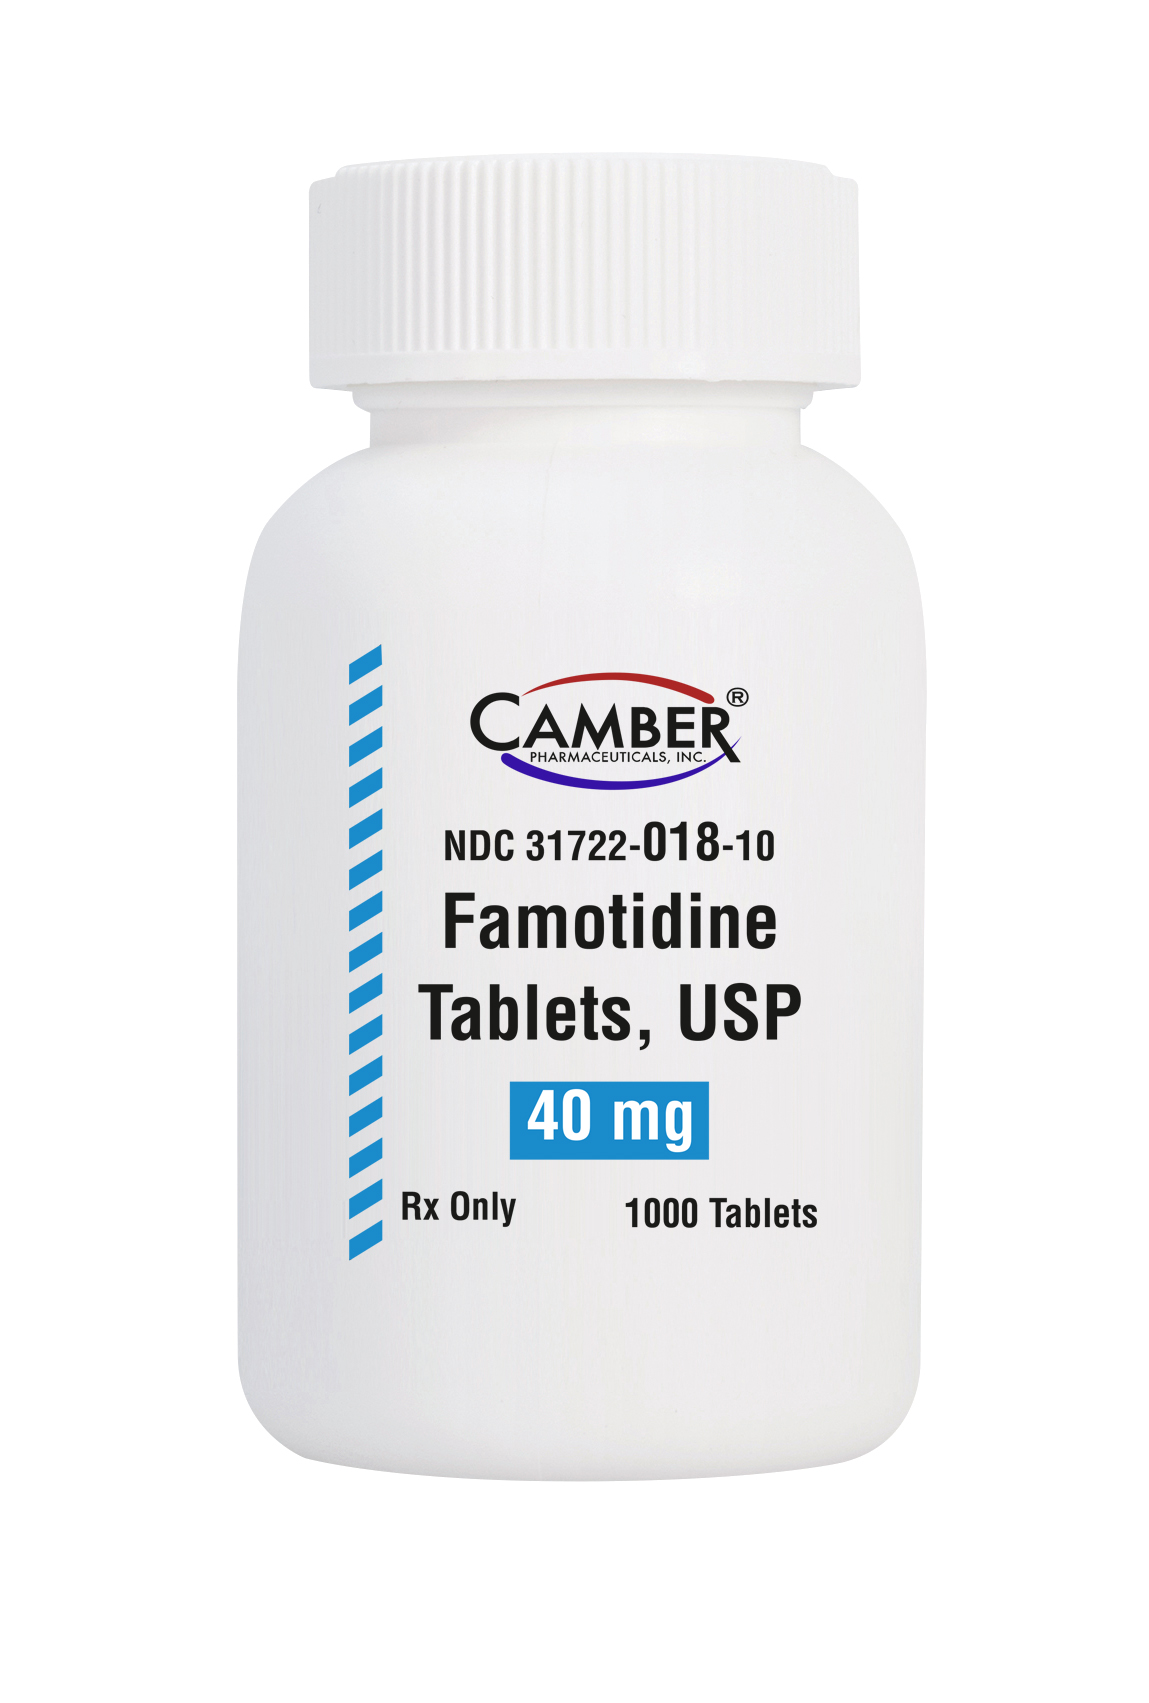 CAMBER®
PHARMACEUTICALS, INC.
NDC 31722-018-10
Famotidine
Tablets, USP
40 mg
Rx Only 1000 Tablets